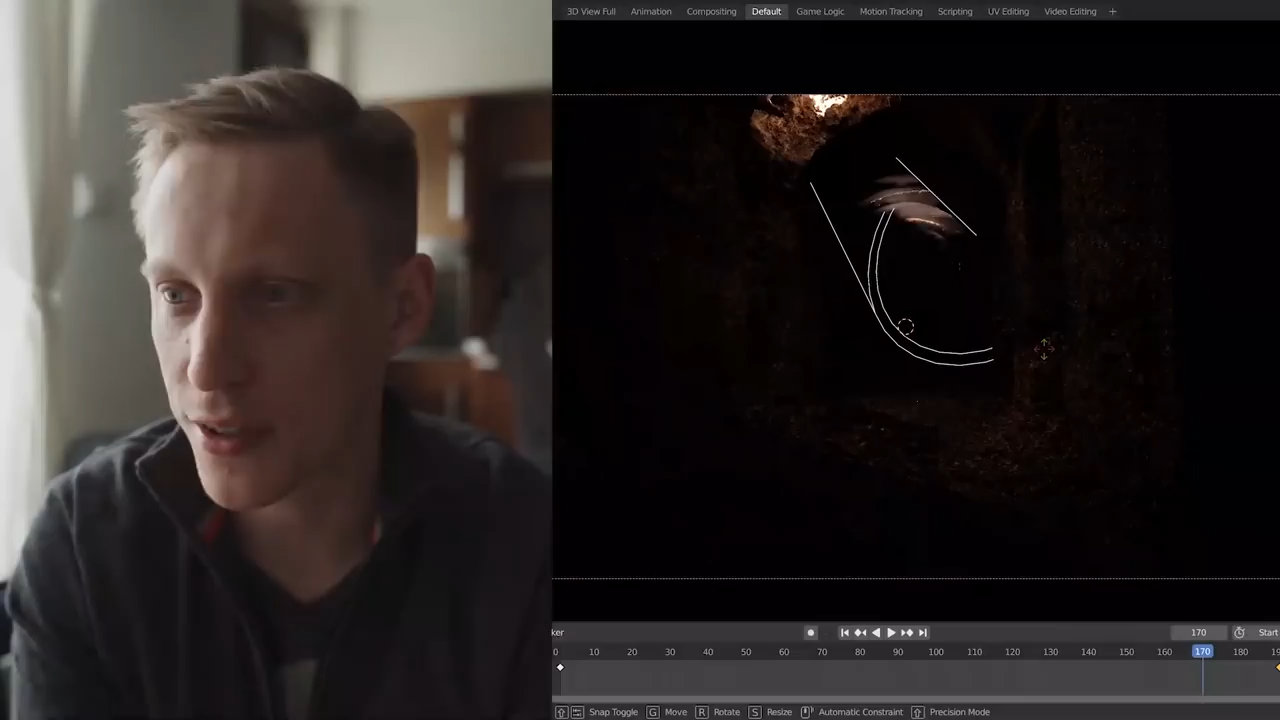 3D View Full Animation Compositing Default Game Logic Motion Tracking Scripting UV Editing Video Editing +
170 Start
0 10 20 30 40 50 60 70 80 90 100 110 120 130 140 150 160 170 180
Snap Toggle G Move R Rotate S Resize Automatic Constraint Precision Mode